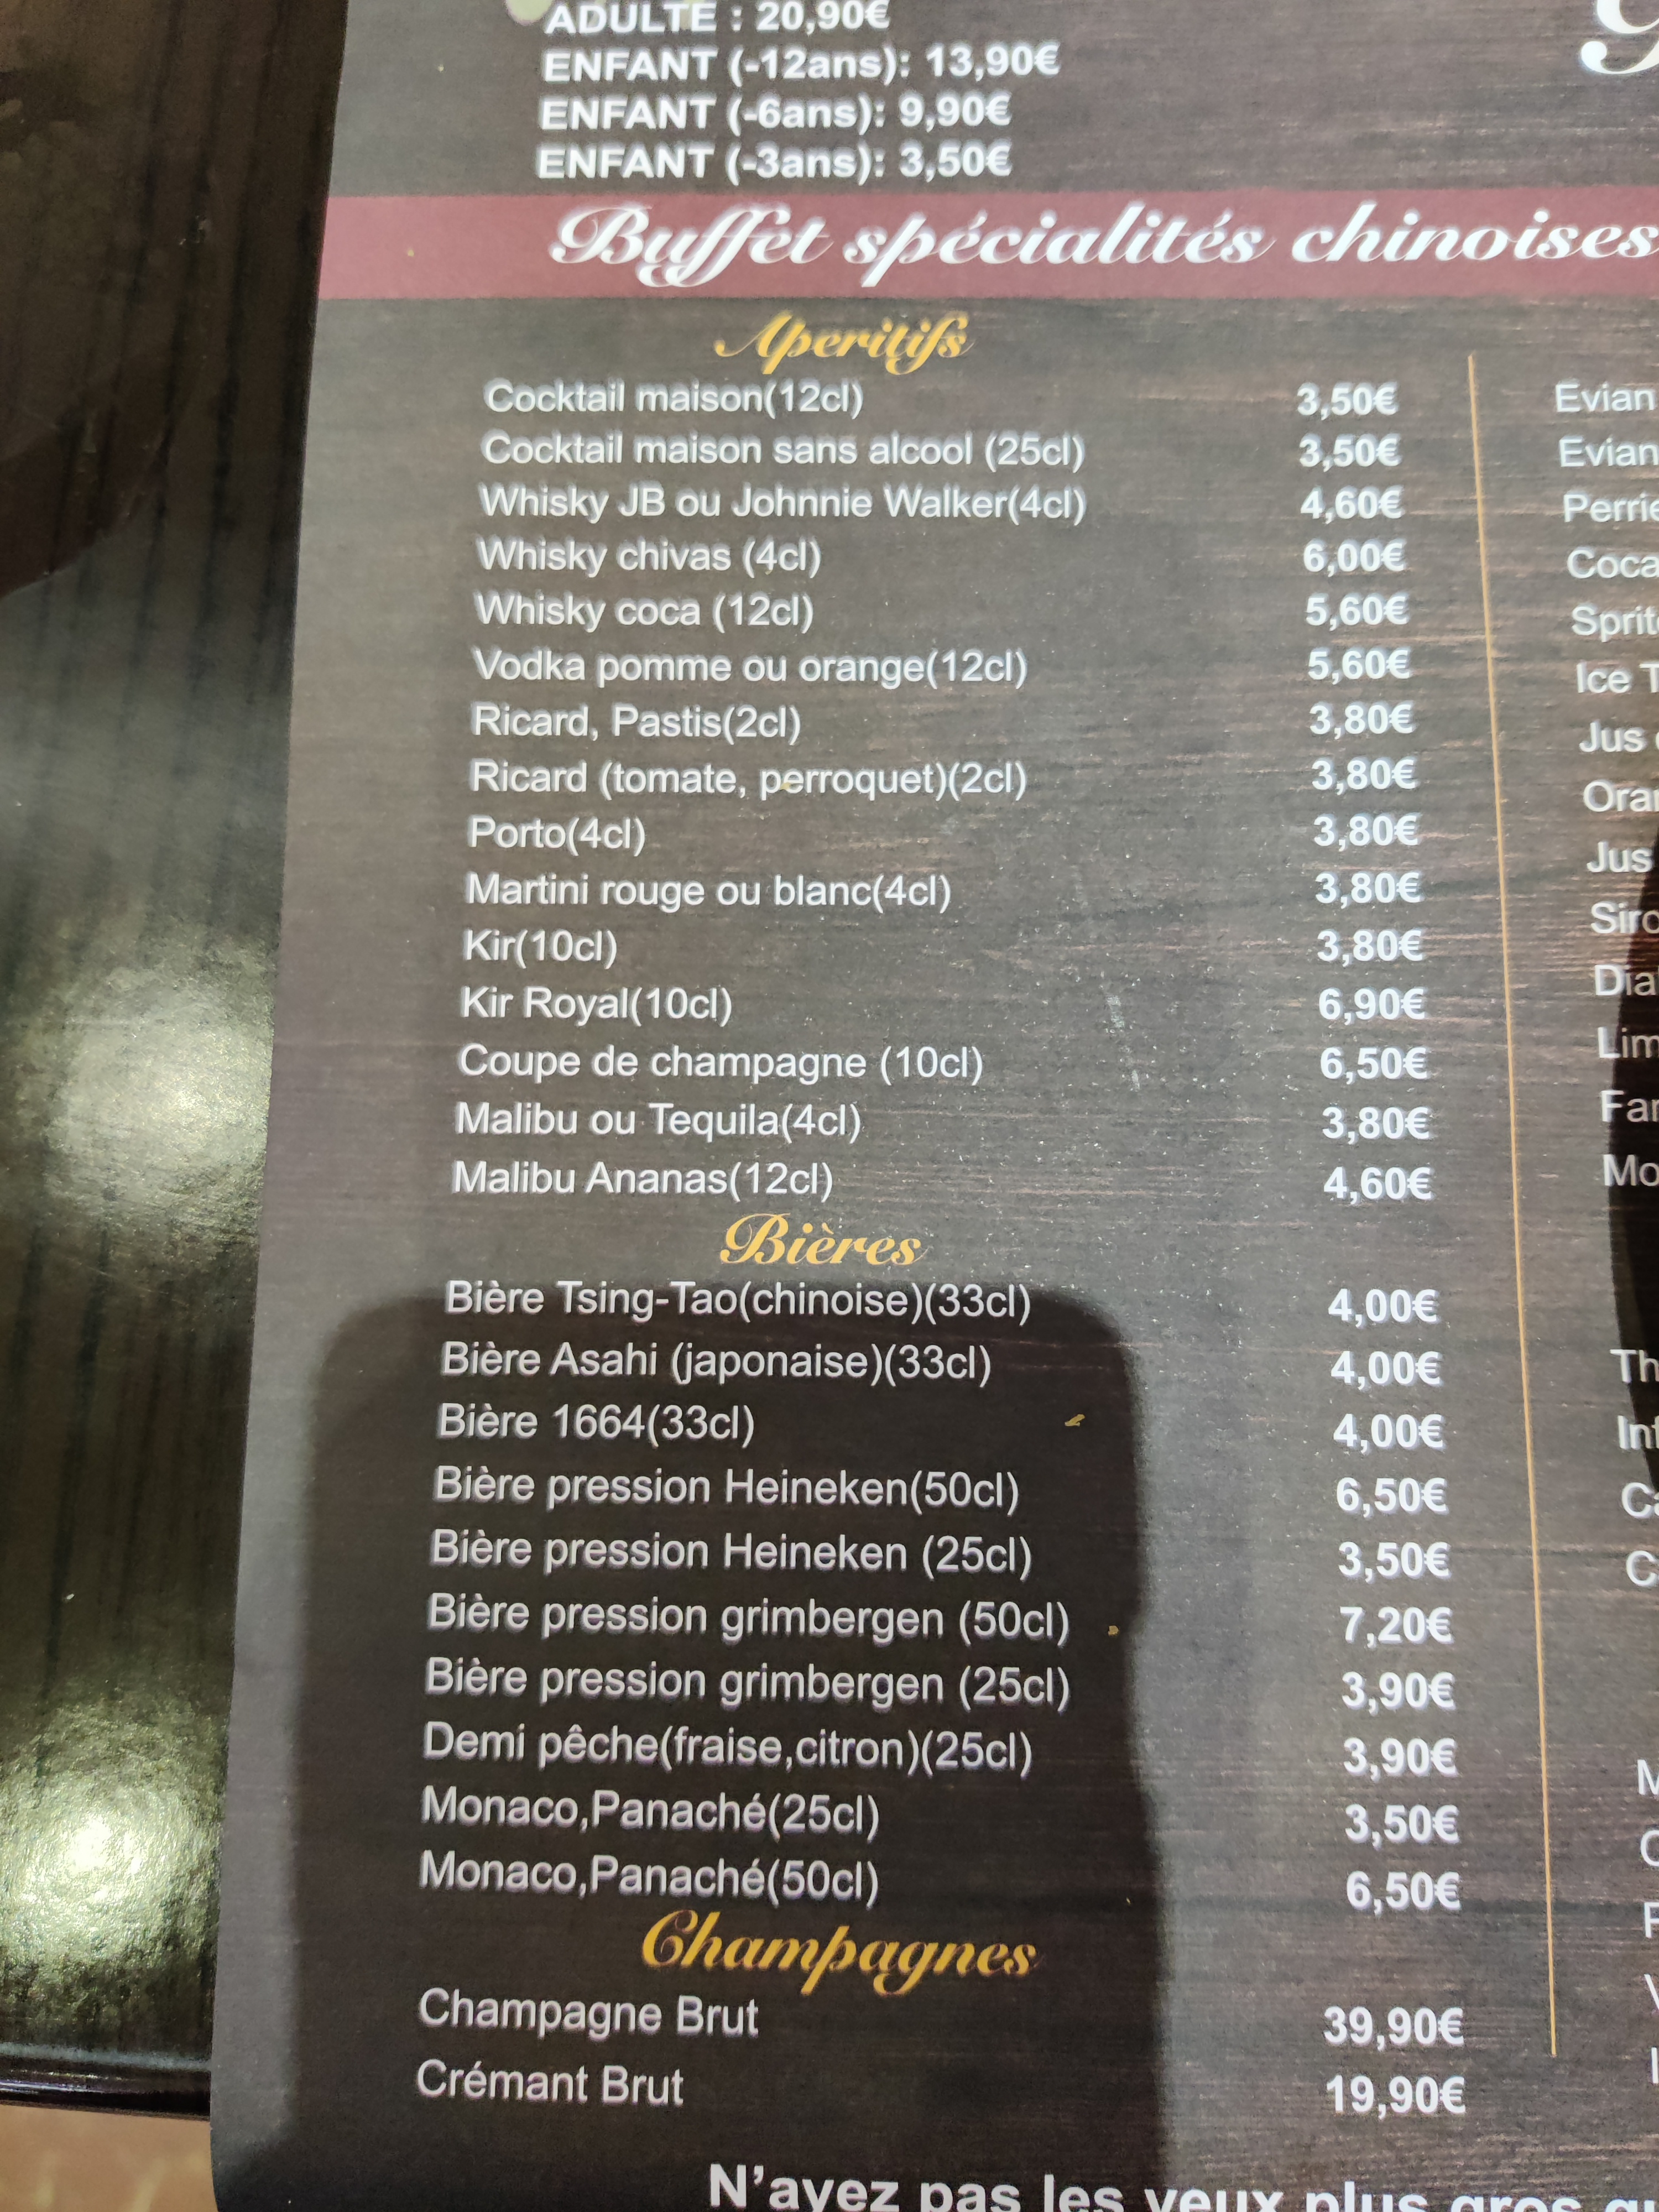 ADULTE : 20,90€
ENFANT (-12ans): 13,90€
ENFANT (-6ans): 9,90€
ENFANT (-3ans): 3,50€
Buffet spécialités chinoises
Aperitifs
Cocktail maison(12cl) 3,50€
Cocktail maison sans alcool (25cl) 3,50€
Whisky JB ou Johnnie Walker(4cl) 4,60€
Whisky chivas (4cl) 6,00€
Whisky coca (12cl) 5,60€
Vodka pomme ou orange(12cl) 5,60€
Ricard, Pastis(2cl) 3,80€
Ricard (tomate, perroquet)(2cl) 3,80€
Porto(4cl) 3,80€
Martini rouge ou blanc(4cl) 3,80€
Kir(10cl) 3,80€
Kir Royal(10cl) 6,90€
Coupe de champagne (10cl) 6,50€
Malibu ou Tequila(4cl) 3,80€
Malibu Ananas(12cl) 4,60€
Bières
Bière Tsing-Tao(chinoise)(33cl) 4,00€
Bière Asahi (japonaise)(33cl) 4,00€
Bière 1664(33cl) 4,00€
Bière pression Heineken(50cl) 6,50€
Bière pression Heineken (25cl) 3,50€
Bière pression grimbergen (50cl) 7,20€
Bière pression grimbergen (25cl) 3,90€
Demi pêche(fraise,citron)(25cl) 3,90€
Monaco,Panaché(25cl) 3,50€
Monaco,Panaché(50cl) 6,50€
Champagnes
Champagne Brut 39,90€
Crémant Brut 19,90€
N'ayez pas les yeux plus gros
Evian
Evian
Coca
Ice
Jus
Jus